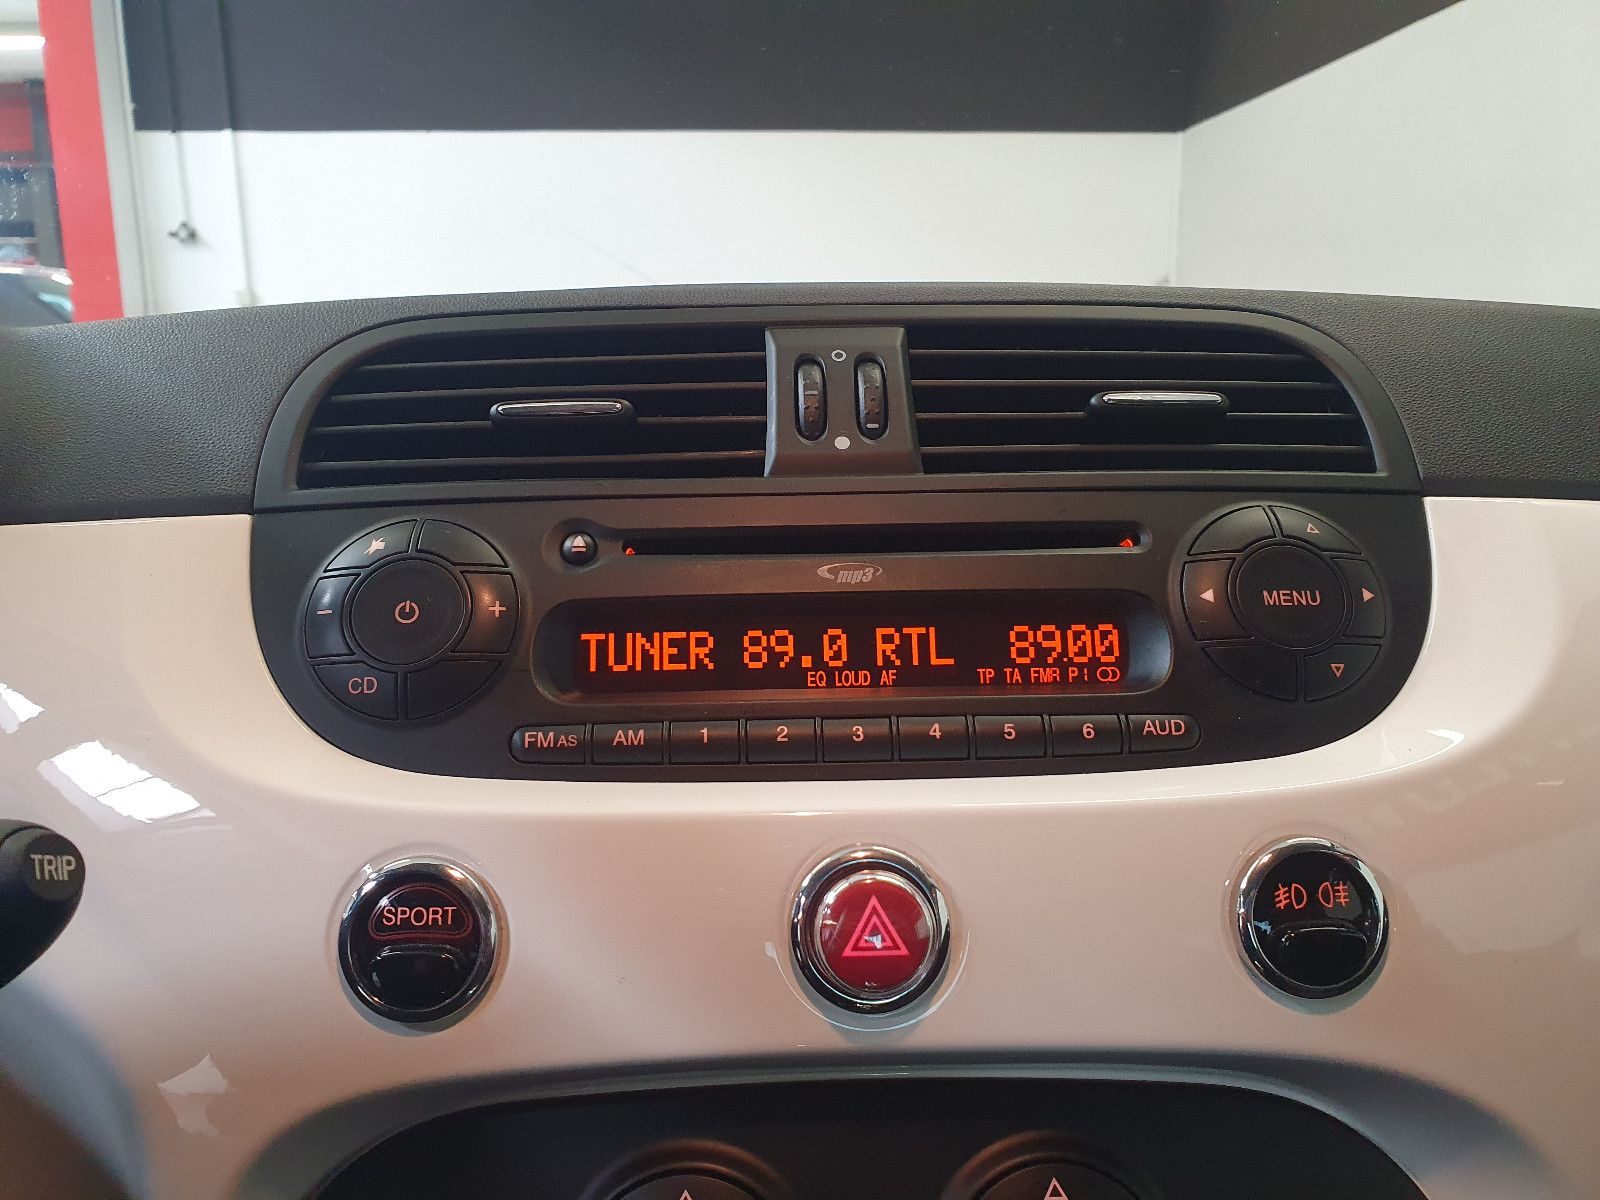 mp3
TUNER 89.0 RTL 89.00
EQ LOUD AF TP TA FMR P1
MENU
CD
FM AS AM 1 2 3 4 5 6 AUD
TRIP
SPORT